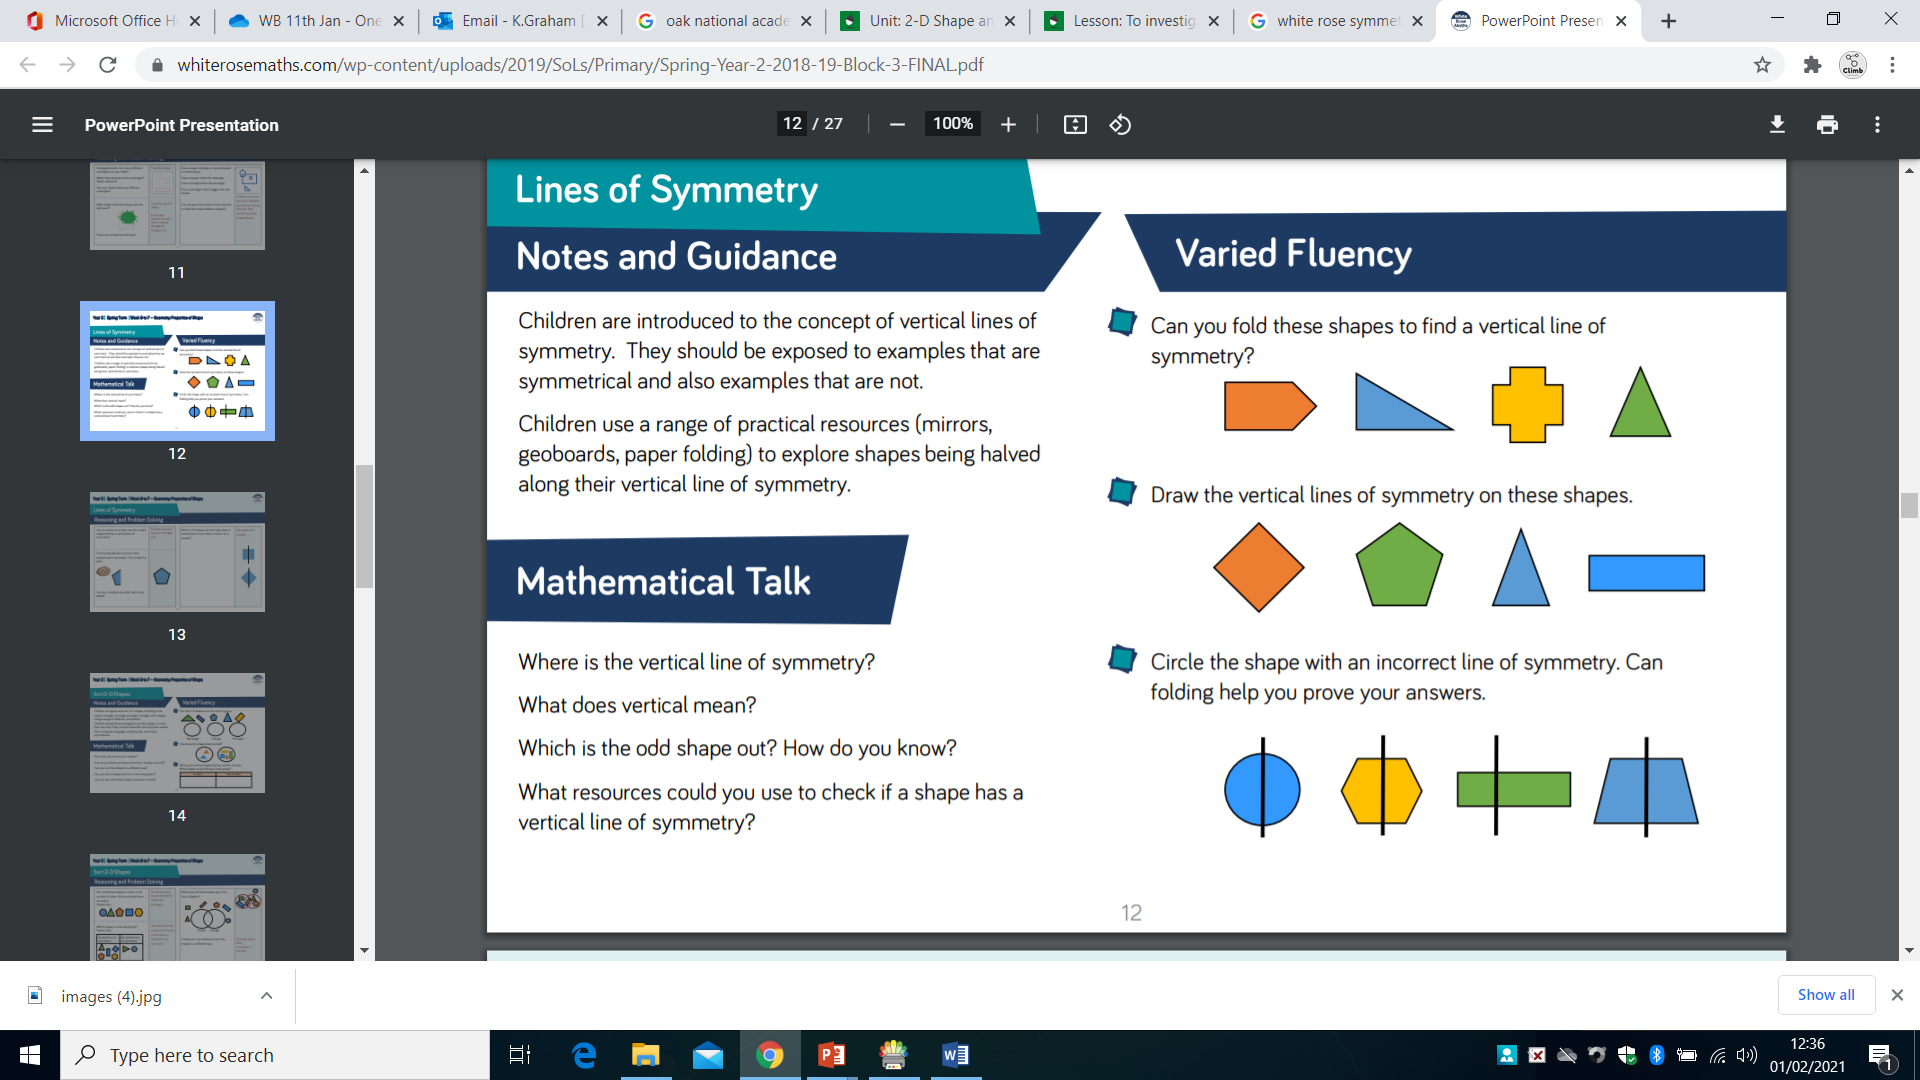 Microsoft Office H
WB 11th Jan - One
Email - K.Graham
oak national acade
Unit: 2-D Shape an
Lesson: To investig
white rose symmet
PowerPoint Presen
whiterosemaths.com/wp-content/uploads/2019/SoLs/Primary/Spring-Year-2-2018-19-Block-3-FINAL.pdf
Climb
PowerPoint Presentation
12 / 27
100%
11
12
13
14
Lines of Symmetry
Notes and Guidance
Children are introduced to the concept of vertical lines of
symmetry. They should be exposed to examples that are
symmetrical and also examples that are not.
Children use a range of practical resources (mirrors,
geoboards, paper folding) to explore shapes being halved
along their vertical line of symmetry.
Mathematical Talk
Where is the vertical line of symmetry?
What does vertical mean?
Which is the odd shape out? How do you know?
What resources could you use to check if a shape has a
vertical line of symmetry?
Varied Fluency
Can you fold these shapes to find a vertical line of
symmetry?
Draw the vertical lines of symmetry on these shapes.
Circle the shape with an incorrect line of symmetry. Can
folding help you prove your answers.
12
images (4).jpg
Show all
Type here to search
12:36
01/02/2021
1